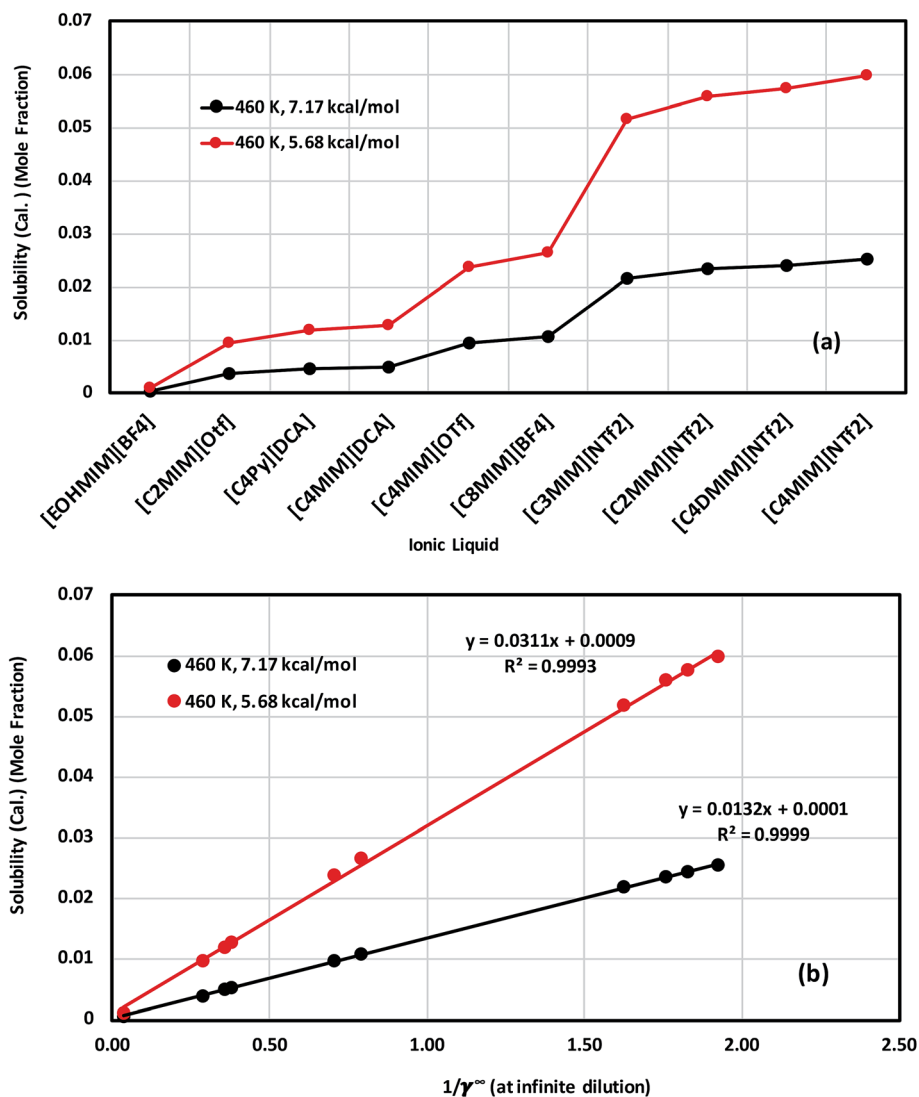 0.07
0.06
0.05
0.04
0.03
0.02
0.01
0
Solubility (Cal. ) (Mole Fraction)
460 K, 7.17 kcal/mol
460 K, 5.68 kcal/mol
(a)
[EOHMIM][BF4]
[C2MIM][Otf]
[C4Py][DCA]
[C4MIM][DCA]
[C4MIM][OTf]
[C8MIM][BF4]
[C3MIM][NTf2]
[C2MIM][NTf2]
[C4DMIM][NTf2]
[C4MIM][NTf2]
Ionic Liquid
0.07
0.06
0.05
0.04
0.03
0.02
0.01
0
Solubility (Cal.) (Mole Fraction)
460 K, 7.17 kcal/mol
460 K, 5.68 kcal/mol
y = 0.0311x + 0.0009
R² = 0.9993
y = 0.0132x + 0.0001
R² = 0.9999
(b)
0.00
0.50
1.00
1.50
2.00
2.50
1/γ∞ (at infinite dilution)